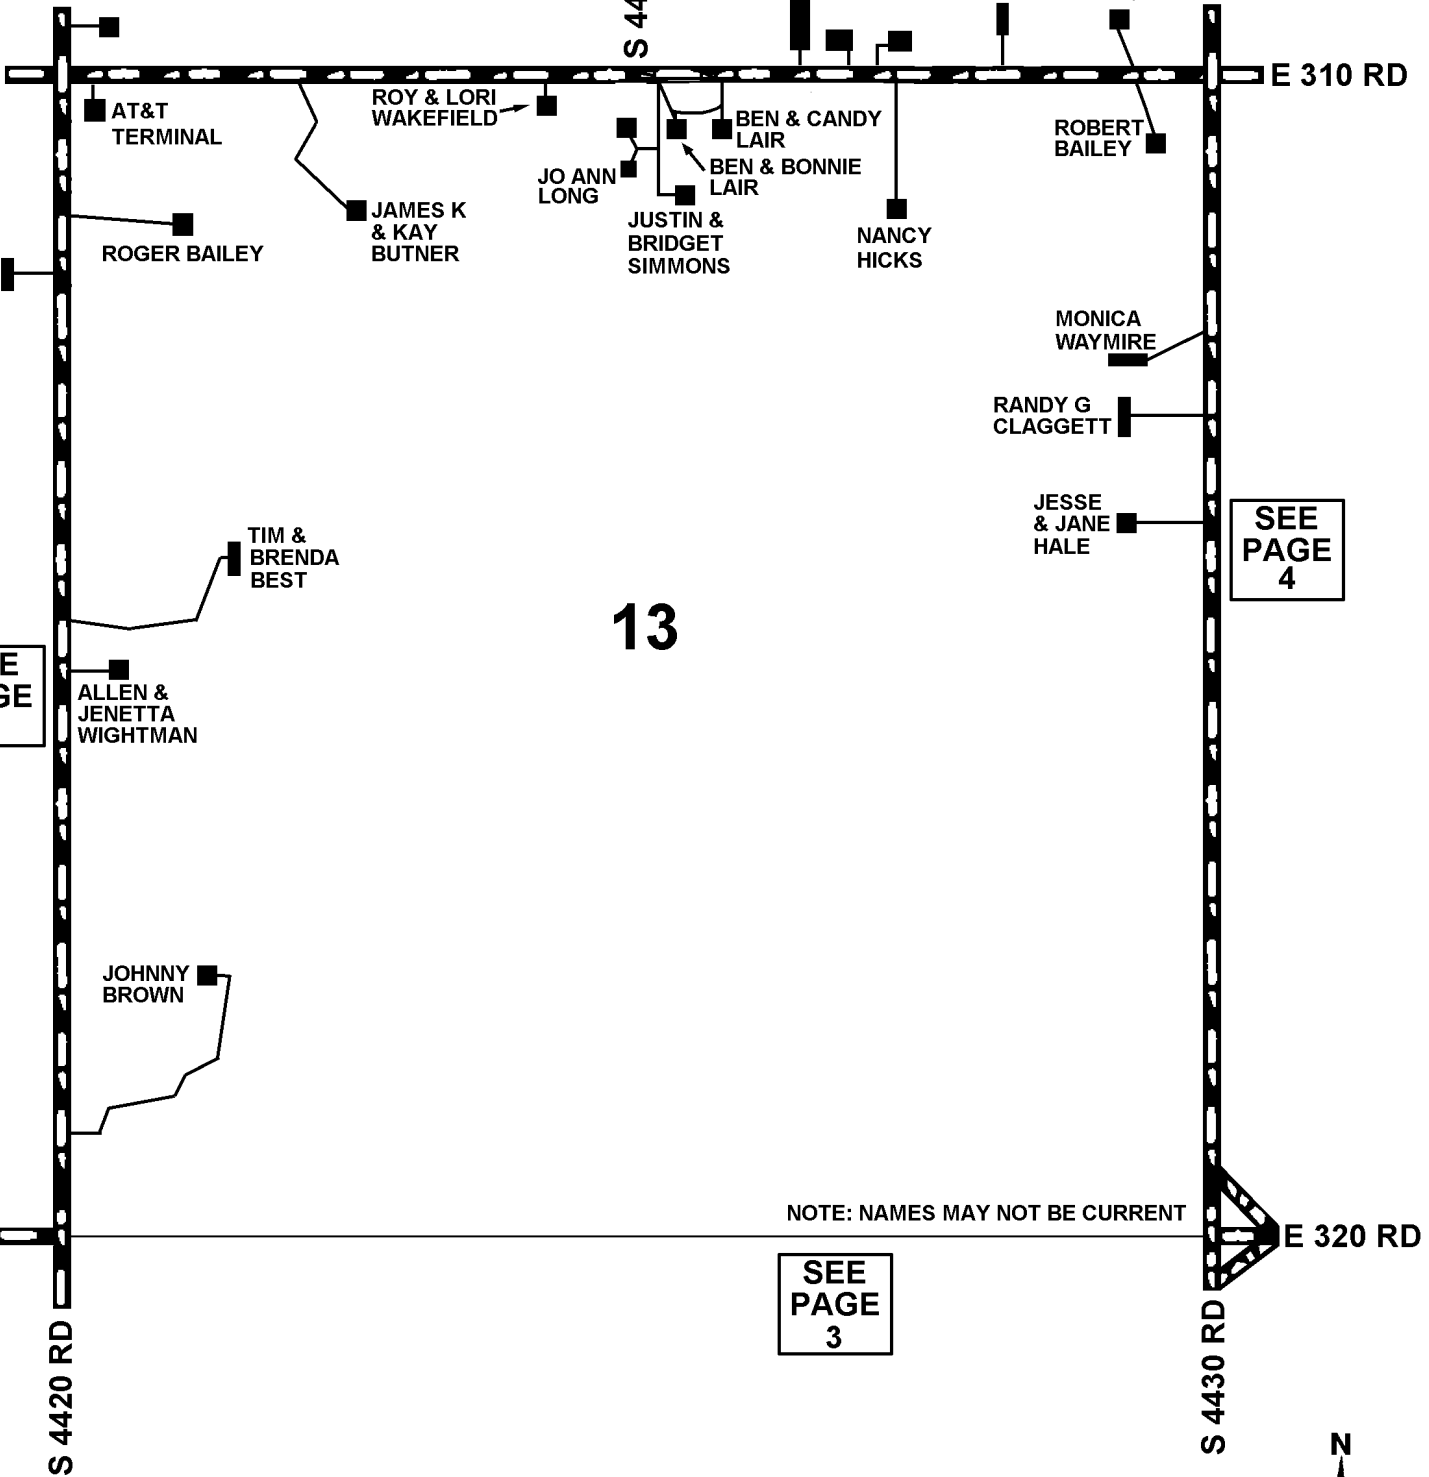 S 44
E 310 RD
AT&T
TERMINAL
ROY & LORI
WAKEFIELD
BEN & CANDY
LAIR
ROBERT
BAILEY
JO ANN
LONG
BEN & BONNIE
LAIR
JAMES K
& KAY
BUTNER
JUSTIN &
BRIDGET
SIMMONS
NANCY
HICKS
ROGER BAILEY
MONICA
WAYMIRE
RANDY G
CLAGGETT
JESSE
& JANE
HALE
SEE
PAGE
4
TIM &
BRENDA
BEST
13
E
GE
ALLEN &
JENETTA
WIGHTMAN
JOHNNY
BROWN
NOTE: NAMES MAY NOT BE CURRENT
E 320 RD
SEE
PAGE
3
S 4420 RD
S 4430 RD
N